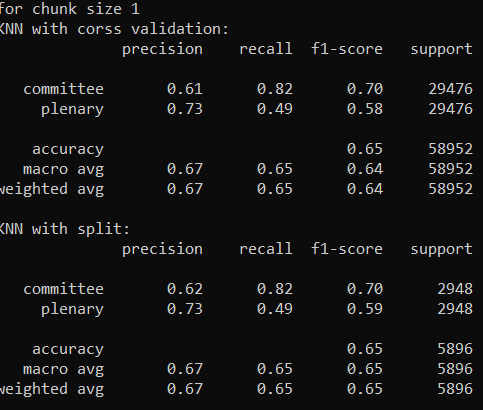 for chunk size 1
KNN with corss validation:
precision recall f1-score support
committee 0.61 0.82 0.70 29476
plenary 0.73 0.49 0.58 29476
accuracy 0.65 58952
macro avg 0.67 0.65 0.64 58952
weighted avg 0.67 0.65 0.64 58952
KNN with split:
precision recall f1-score support
committee 0.62 0.82 0.70 2948
plenary 0.73 0.49 0.59 2948
accuracy 0.65 5896
macro avg 0.67 0.65 0.65 5896
weighted avg 0.67 0.65 0.65 5896